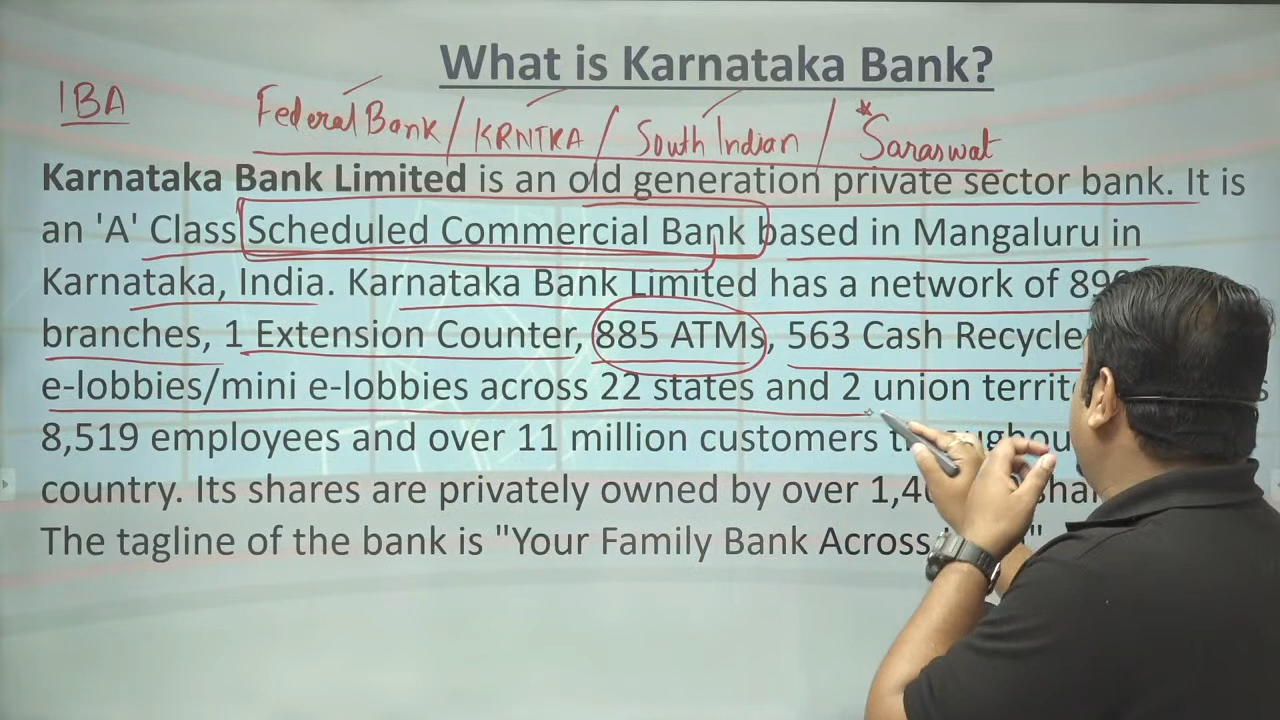 What is Karnataka Bank?
IBA
Federal Bank / KRNTKA / South Indian / *Saraswat
Karnataka Bank Limited is an old generation private sector bank. It is
an 'A' Class Scheduled Commercial Bank based in Mangaluru in
Karnataka, India. Karnataka Bank Limited has a network of
branches, 1 Extension Counter, 885 ATMs, 563 Cash
e-lobbies/mini e-lobbies across 22 states and 2 union
8,519 employees and over 11 million customers
country. Its shares are privately owned by over
The tagline of the bank is "Your Family Bank Across